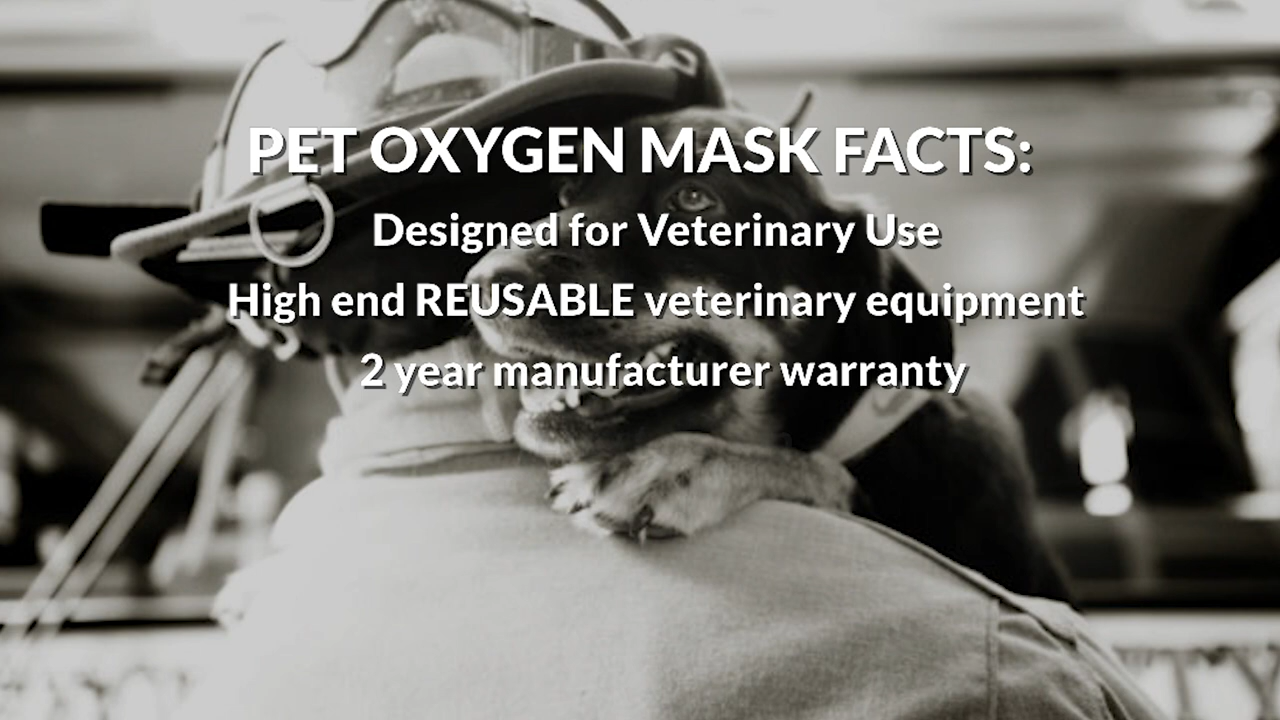 PET OXYGEN MASK FACTS:
Designed for Veterinary Use
High end REUSABLE veterinary equipment
2 year manufacturer warranty